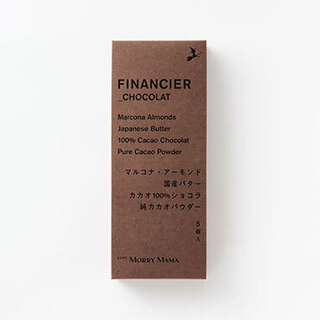 FINANCIER
_CHOCOLAT
Marcona Almonds
Japanese Butter
100% Cacao Chocolat
Pure Cacao Powder
マルコナ・アーモンド
国産バター
カカオ100%ショコラ
純カカオパウダー
5個入
MORRY MAMA